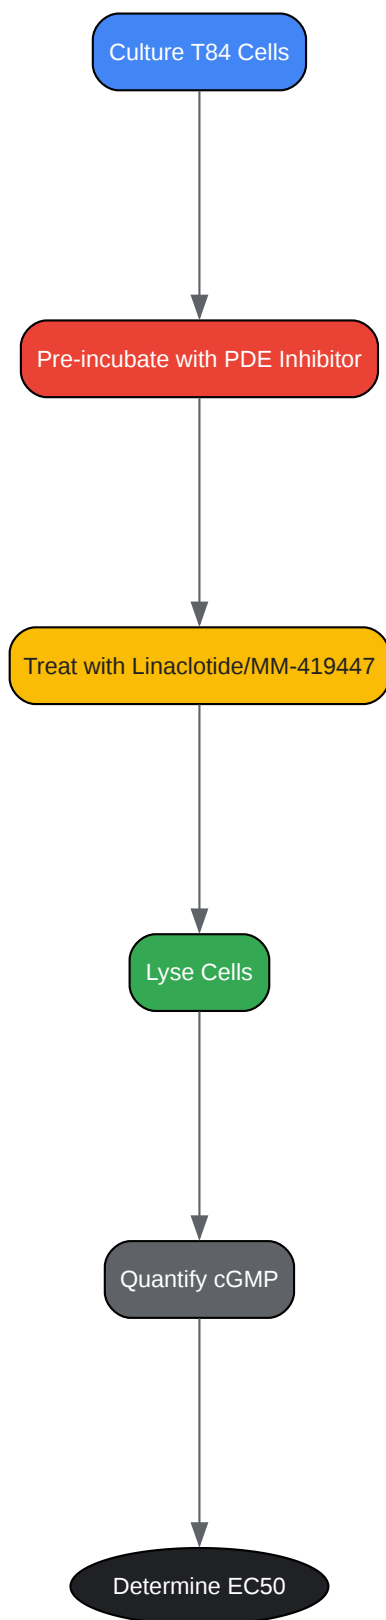 Culture T84 Cells
Pre-incubate with PDE Inhibitor
Treat with Linaclotide/MM-419447
Lyse Cells
Quantify cGMP
Determine EC50